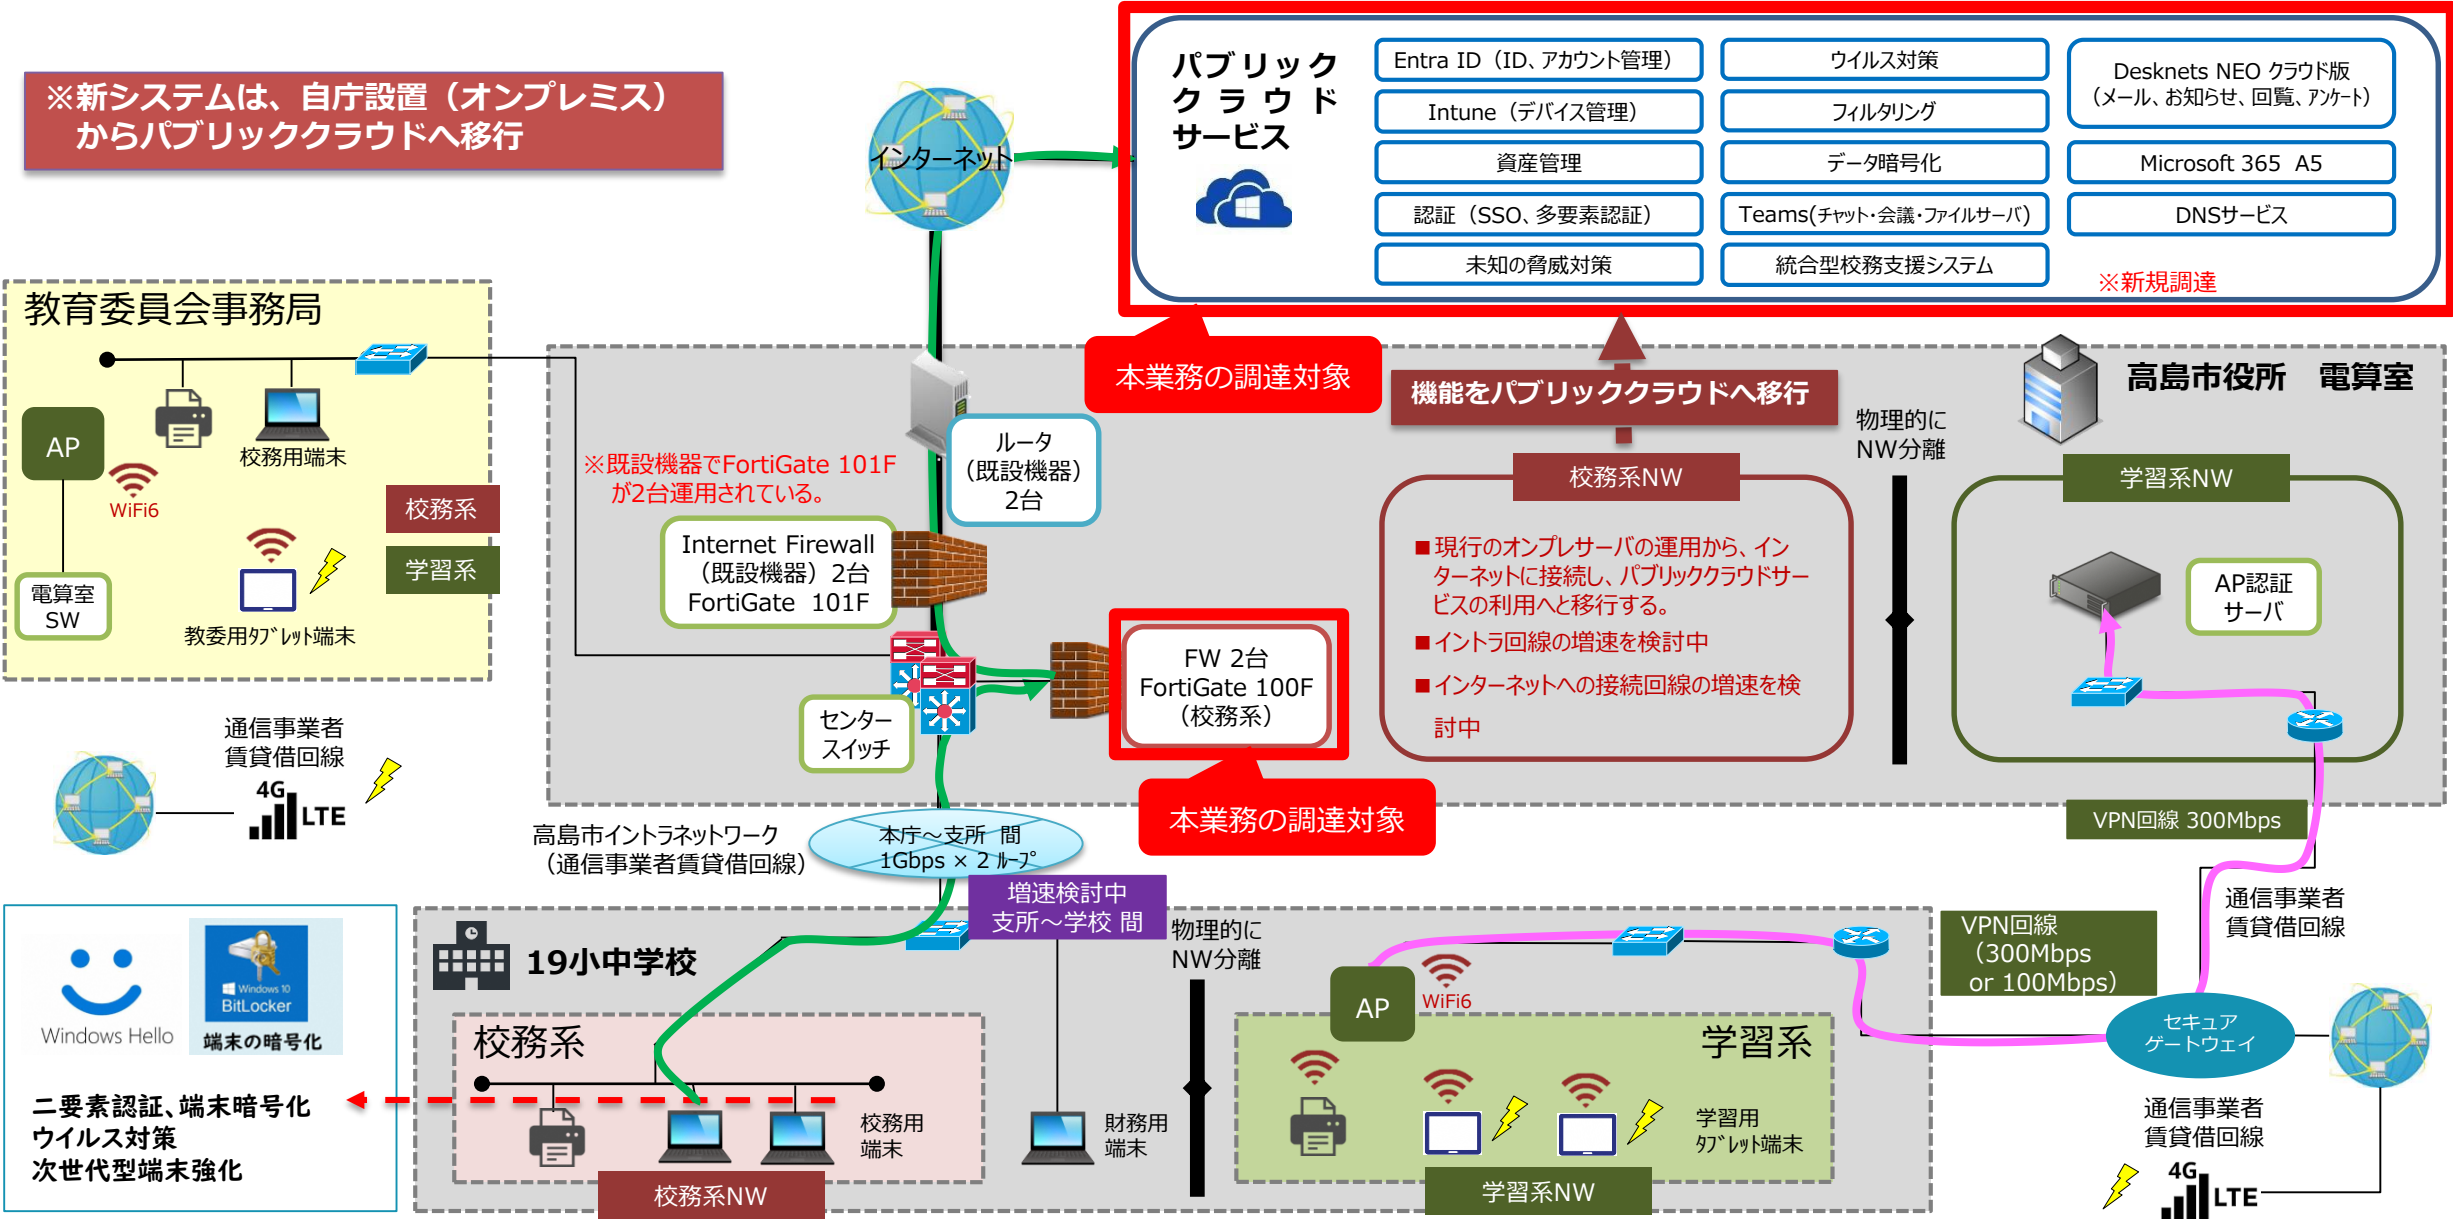 ※新システムは、自庁設置（オンプレミス）
からパブリッククラウドへ移行
インターネット
パブリック
クラウド
サービス
Entra ID（ID、アカウント管理）
Intune（デバイス管理）
資産管理
認証（SSO、多要素認証）
未知の脅威対策
ウイルス対策
フィルタリング
データ暗号化
Teams(チャット・会議・ファイルサーバ)
統合型校務支援システム
Desknets NEO クラウド版
（メール、お知らせ、回覧、アンケート）
Microsoft 365 A5
DNSサービス
※新規調達
本業務の調達対象
教育委員会事務局
AP
WiFi6
校務用端末
校務系
学習系
電算室
SW
教委用タブレット端末
高島市役所　電算室
機能をパブリッククラウドへ移行
物理的に
NW分離
ルータ
（既設機器）
2台
※既設機器でFortiGate 101F
が2台運用されている。
Internet Firewall
（既設機器）2台
FortiGate 101F
センター
スイッチ
FW 2台
FortiGate 100F
（校務系）
本業務の調達対象
校務系NW
■現行のオンプレサーバの運用から、イン
ターネットに接続し、パブリッククラウドサー
ビスの利用へと移行する。
■イントラ回線の増速を検討中
■インターネットへの接続回線の増速を検
討中
学習系NW
AP認証
サーバ
通信事業者
賃貸借回線
4G
LTE
高島市イントラネットワーク
（通信事業者賃貸借回線）
本庁～支所 間
1Gbps × 2 ループ
増速検討中
支所～学校 間
VPN回線 300Mbps
通信事業者
賃貸借回線
VPN回線
（300Mbps
or 100Mbps）
セキュア
ゲートウェイ
通信事業者
賃貸借回線
4G
LTE
Windows Hello
Windows 10
BitLocker
端末の暗号化
二要素認証、端末暗号化
ウイルス対策
次世代型端末強化
19小中学校
校務系
校務用
端末
校務系NW
財務用
端末
物理的に
NW分離
AP
WiFi6
学習系
学習用
タブレット端末
学習系NW